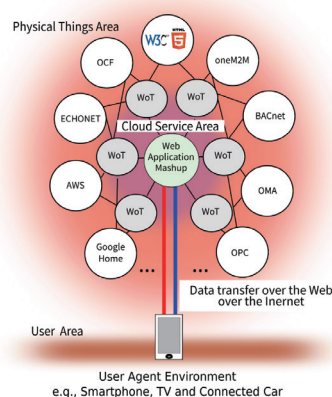 Physical Things Area
W3C
HTML
5
OCF
oneM2M
WoT
WoT
ECHONET
BACnet
Cloud Service Area
WoT
Web
Application
Mashup
WoT
AWS
OMA
WoT
WoT
Google
Home
OPC
...
...
Data transfer over the Web
over the Inernet
User Area
User Agent Environment
e.g., Smartphone, TV and Connected Car